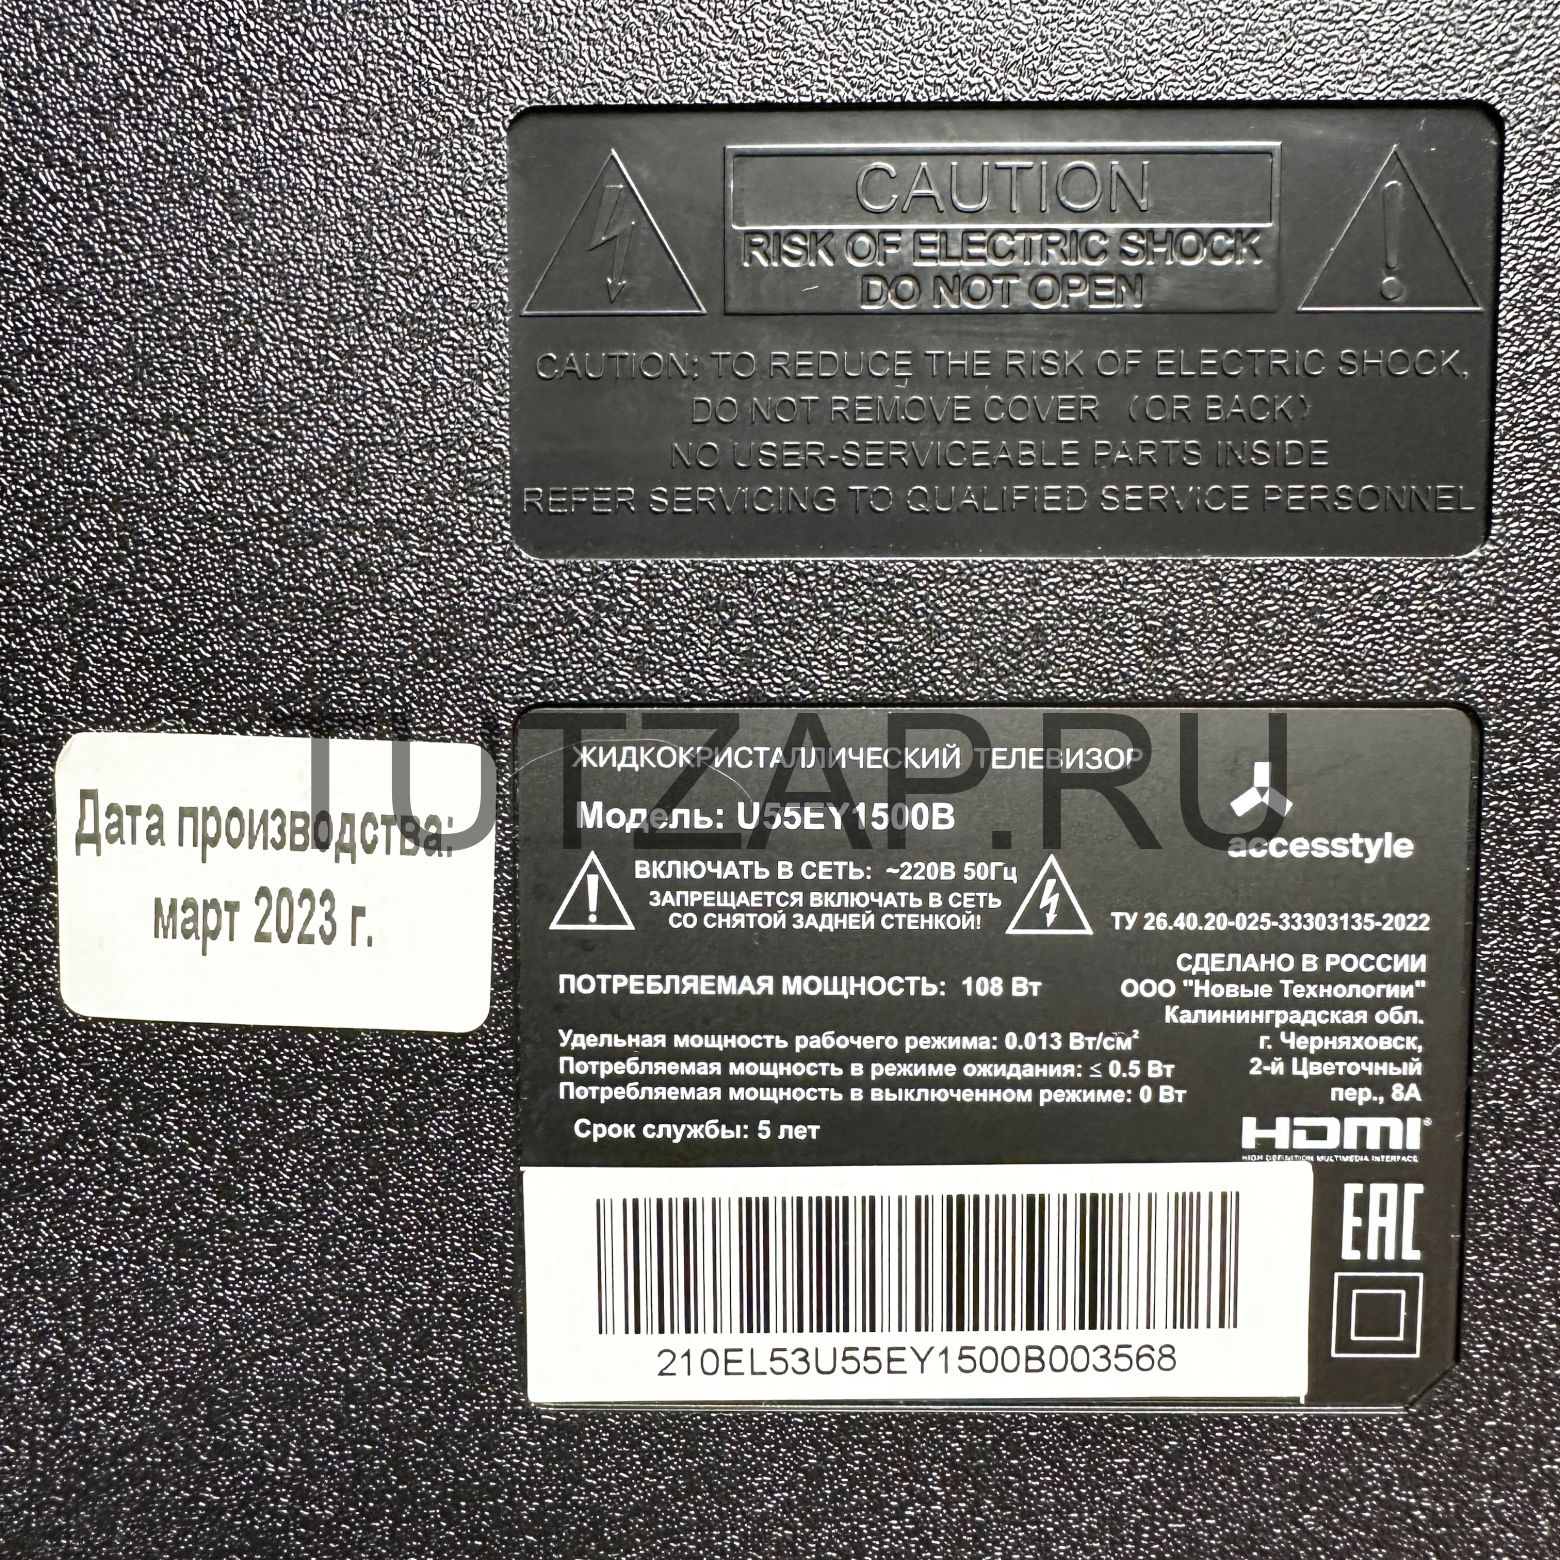 CAUTION
RISK OF ELECTRIC SHOCK
DO NOT OPEN
CAUTION: TO REDUCE THE RISK OF ELECTRIC SHOCK,
DO NOT REMOVE COVER (OR BACK)
NO USER-SERVICEABLE PARTS INSIDE
REFER SERVICING TO QUALIFIED SERVICE PERSONNEL
TUTZAP.RU
Дата производства:
март 2023 г.
ЖИДКОКРИСТАЛЛИЧЕСКИЙ ТЕЛЕВИЗОР
Модель: U55EY1500B
accesstyle
ВКЛЮЧАТЬ В СЕТЬ: ~220В 50Гц
ЗАПРЕЩАЕТСЯ ВКЛЮЧАТЬ В СЕТЬ
СО СНЯТОЙ ЗАДНЕЙ СТЕНКОЙ!
ТУ 26.40.20-025-33303135-2022
СДЕЛАНО В РОССИИ
ООО "Новые Технологии"
Калининградская обл.
г. Черняховск,
2-й Цветочный
пер., 8А
ПОТРЕБЛЯЕМАЯ МОЩНОСТЬ: 108 Вт
Удельная мощность рабочего режима: 0.013 Вт/см²
Потребляемая мощность в режиме ожидания: ≤ 0.5 Вт
Потребляемая мощность в выключенном режиме: 0 Вт
Срок службы: 5 лет
HDMI®
HIGH DEFINITION MULTIMEDIA INTERFACE
EAC
210EL53U55EY1500B003568